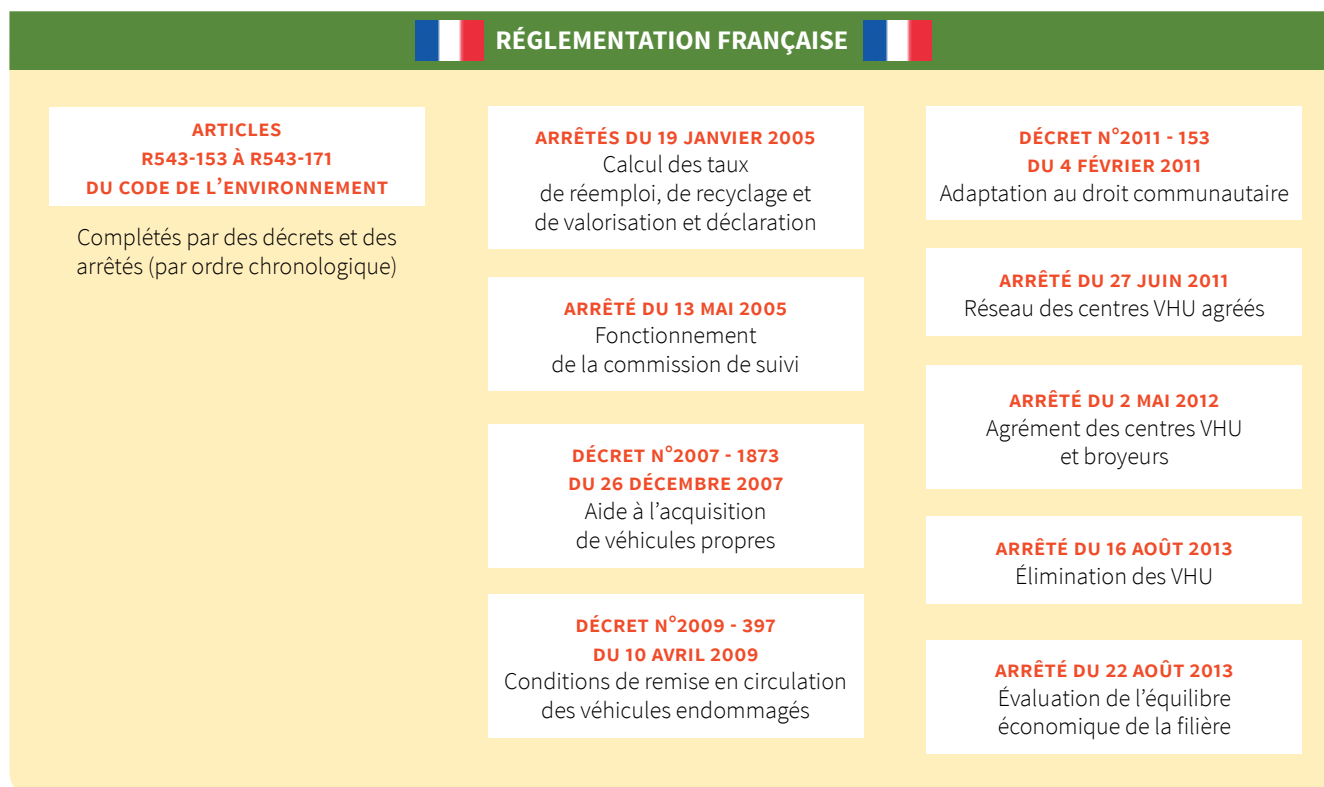 RÉGLEMENTATION FRANÇAISE
ARTICLES
R543-153 À R543-171
DU CODE DE L'ENVIRONNEMENT
Complétés par des décrets et des
arrêtés (par ordre chronologique)
ARRÊTÉS DU 19 JANVIER 2005
Calcul des taux
de réemploi, de recyclage et
de valorisation et déclaration
ARRÊTÉ DU 13 MAI 2005
Fonctionnement
de la commission de suivi
DÉCRET N°2007 - 1873
DU 26 DÉCEMBRE 2007
Aide à l'acquisition
de véhicules propres
DÉCRET N°2009 - 397
DU 10 AVRIL 2009
Conditions de remise en circulation
des véhicules endommagés
DÉCRET N°2011 - 153
DU 4 FÉVRIER 2011
Adaptation au droit communautaire
ARRÊTÉ DU 27 JUIN 2011
Réseau des centres VHU agréés
ARRÊTÉ DU 2 MAI 2012
Agrément des centres VHU
et broyeurs
ARRÊTÉ DU 16 AOÛT 2013
Élimination des VHU
ARRÊTÉ DU 22 AOÛT 2013
Évaluation de l'équilibre
économique de la filière